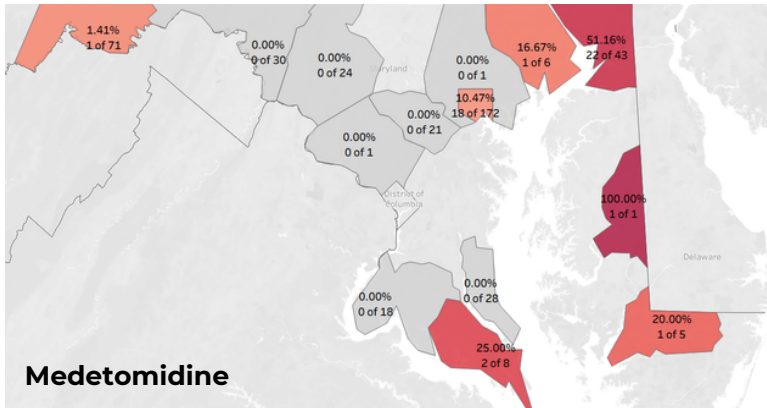 1.41%
1 of 71
0.00%
0 of 30
0.00%
0 of 24
Maryland
0.00%
0 of 1
10.47%
18 of 172
16.67%
1 of 6
51.16%
22 of 43
0.00%
0 of 21
0.00%
0 of 1
District of
Columbia
100.00%
1 of 1
Delaware
0.00%
0 of 18
0.00%
0 of 28
20.00%
1 of 5
25.00%
2 of 8
Medetomidine